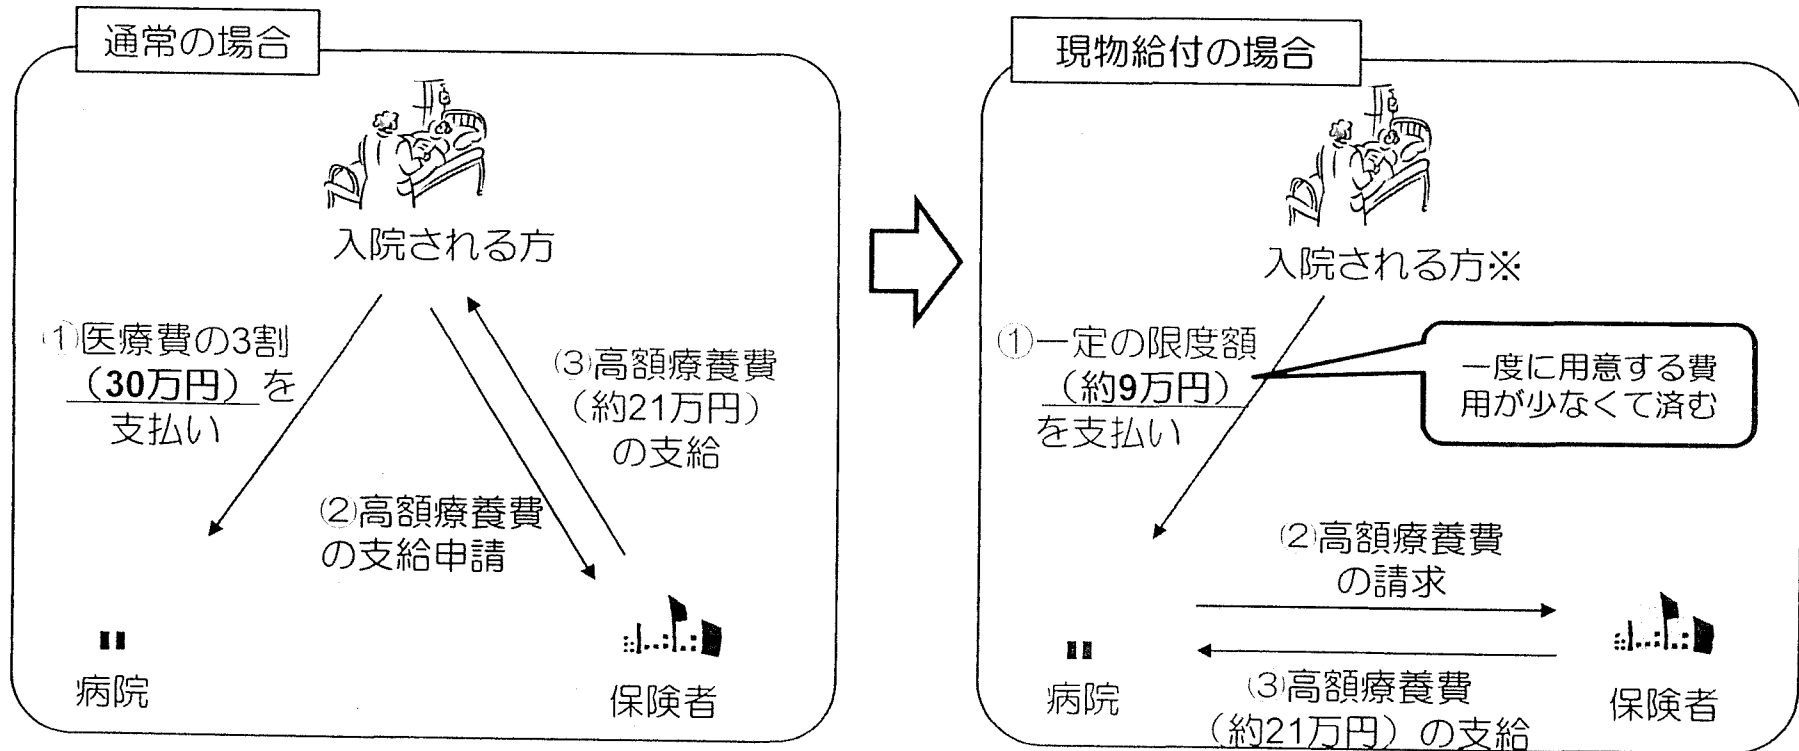 通常の場合
入院される方
①医療費の3割
（30万円）を
支払い
③高額療養費
（約21万円）
の支給
②高額療養費
の支給申請
病院
保険者
現物給付の場合
入院される方※
①一定の限度額
（約9万円）
を支払い
一度に用意する費
用が少なくて済む
②高額療養費
の請求
③高額療養費
（約21万円）の支給
病院
保険者